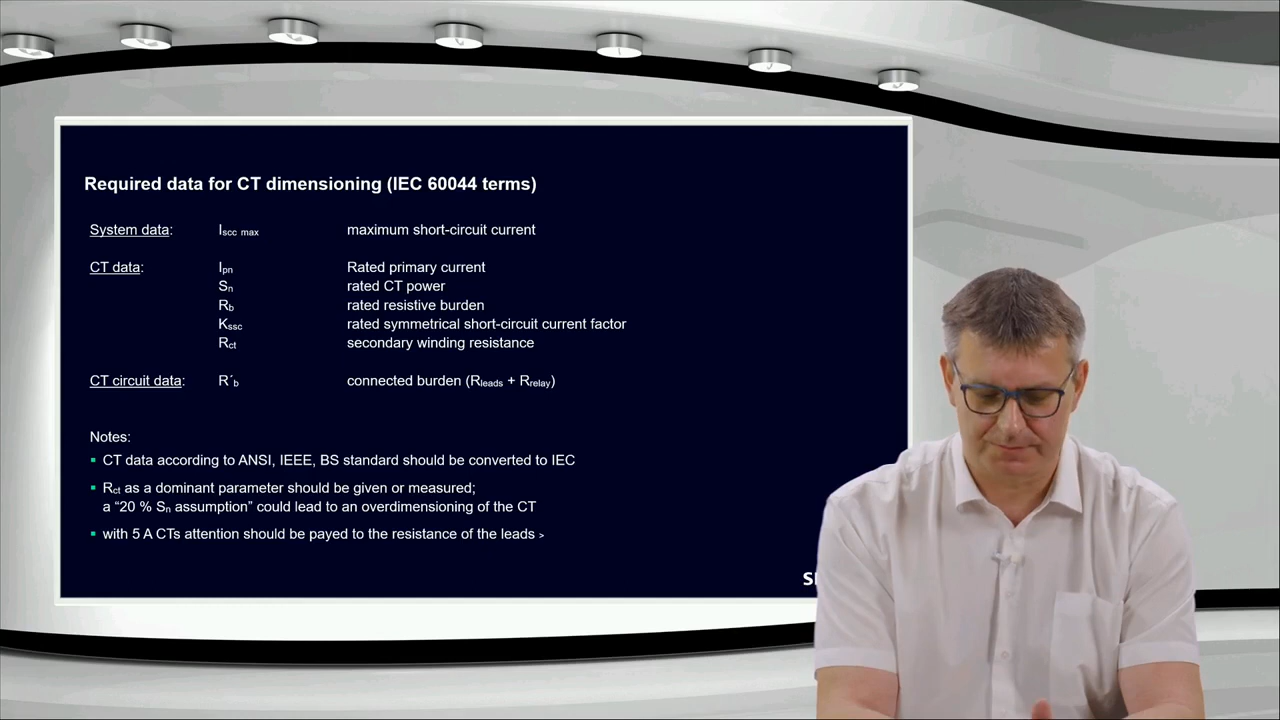 Required data for CT dimensioning (IEC 60044 terms)
System data: Iscc max maximum short-circuit current
CT data: Ipn Rated primary current
Sn rated CT power
Rb rated resistive burden
Kssc rated symmetrical short-circuit current factor
Rct secondary winding resistance
CT circuit data: R´b connected burden (Rleads + Rrelay)
Notes:
▪ CT data according to ANSI, IEEE, BS standard should be converted to IEC
▪ Rct as a dominant parameter should be given or measured;
a “20 % Sn assumption” could lead to an overdimensioning of the CT
▪ with 5 A CTs attention should be payed to the resistance of the leads >